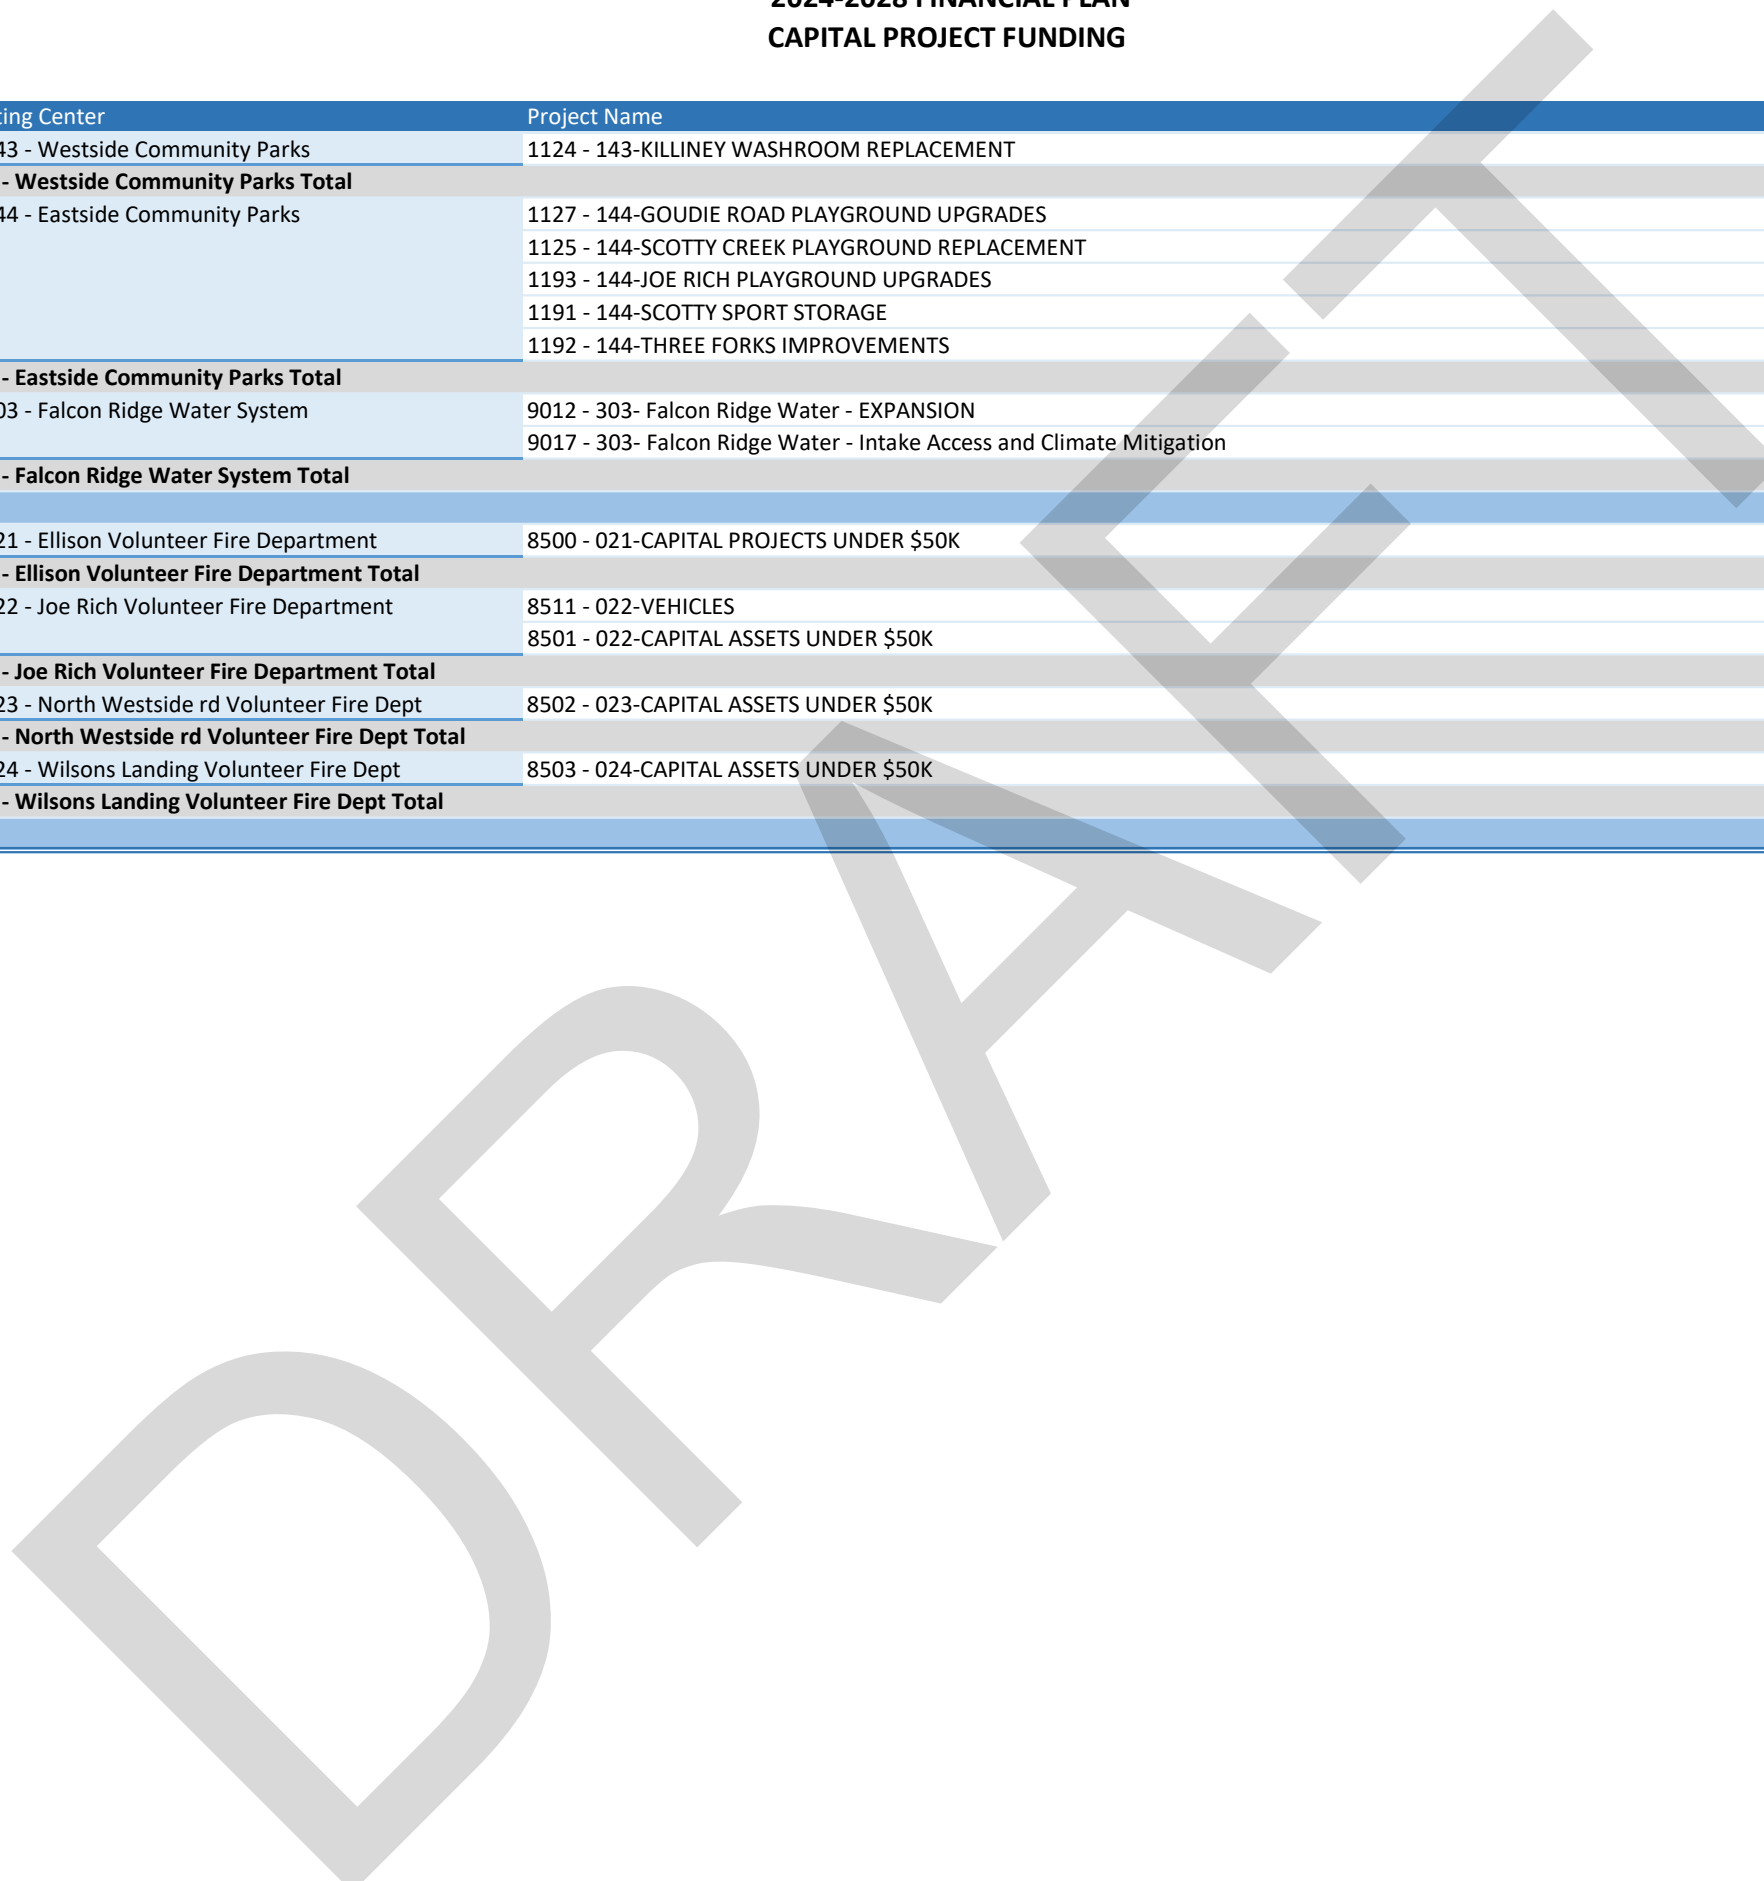 2024-2028 FINANCIAL PLAN
CAPITAL PROJECT FUNDING
Center Project Name
43 - Westside Community Parks 1124 - 143-KILLINEY WASHROOM REPLACEMENT
- Westside Community Parks Total
44 - Eastside Community Parks 1127 - 144-GOUDIE ROAD PLAYGROUND UPGRADES
1125 - 144-SCOTTY CREEK PLAYGROUND REPLACEMENT
1193 - 144-JOE RICH PLAYGROUND UPGRADES
1191 - 144-SCOTTY SPORT STORAGE
1192 - 144-THREE FORKS IMPROVEMENTS
- Eastside Community Parks Total
03 - Falcon Ridge Water System 9012 - 303- Falcon Ridge Water - EXPANSION
9017 - 303- Falcon Ridge Water - Intake Access and Climate Mitigation
- Falcon Ridge Water System Total
21 - Ellison Volunteer Fire Department 8500 - 021-CAPITAL PROJECTS UNDER $50K
- Ellison Volunteer Fire Department Total
22 - Joe Rich Volunteer Fire Department 8511 - 022-VEHICLES
8501 - 022-CAPITAL ASSETS UNDER $50K
- Joe Rich Volunteer Fire Department Total
23 - North Westside rd Volunteer Fire Dept 8502 - 023-CAPITAL ASSETS UNDER $50K
- North Westside rd Volunteer Fire Dept Total
24 - Wilsons Landing Volunteer Fire Dept 8503 - 024-CAPITAL ASSETS UNDER $50K
- Wilsons Landing Volunteer Fire Dept Total
DRAFT